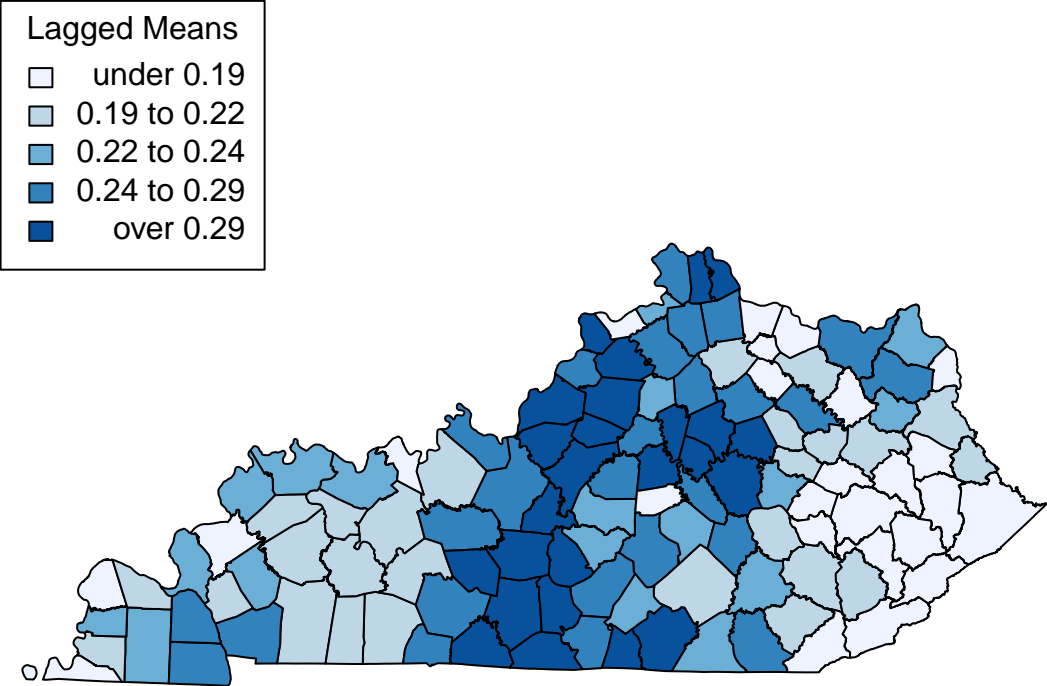 Lagged Means
under 0.19
0.19 to 0.22
0.22 to 0.24
0.24 to 0.29
over 0.29